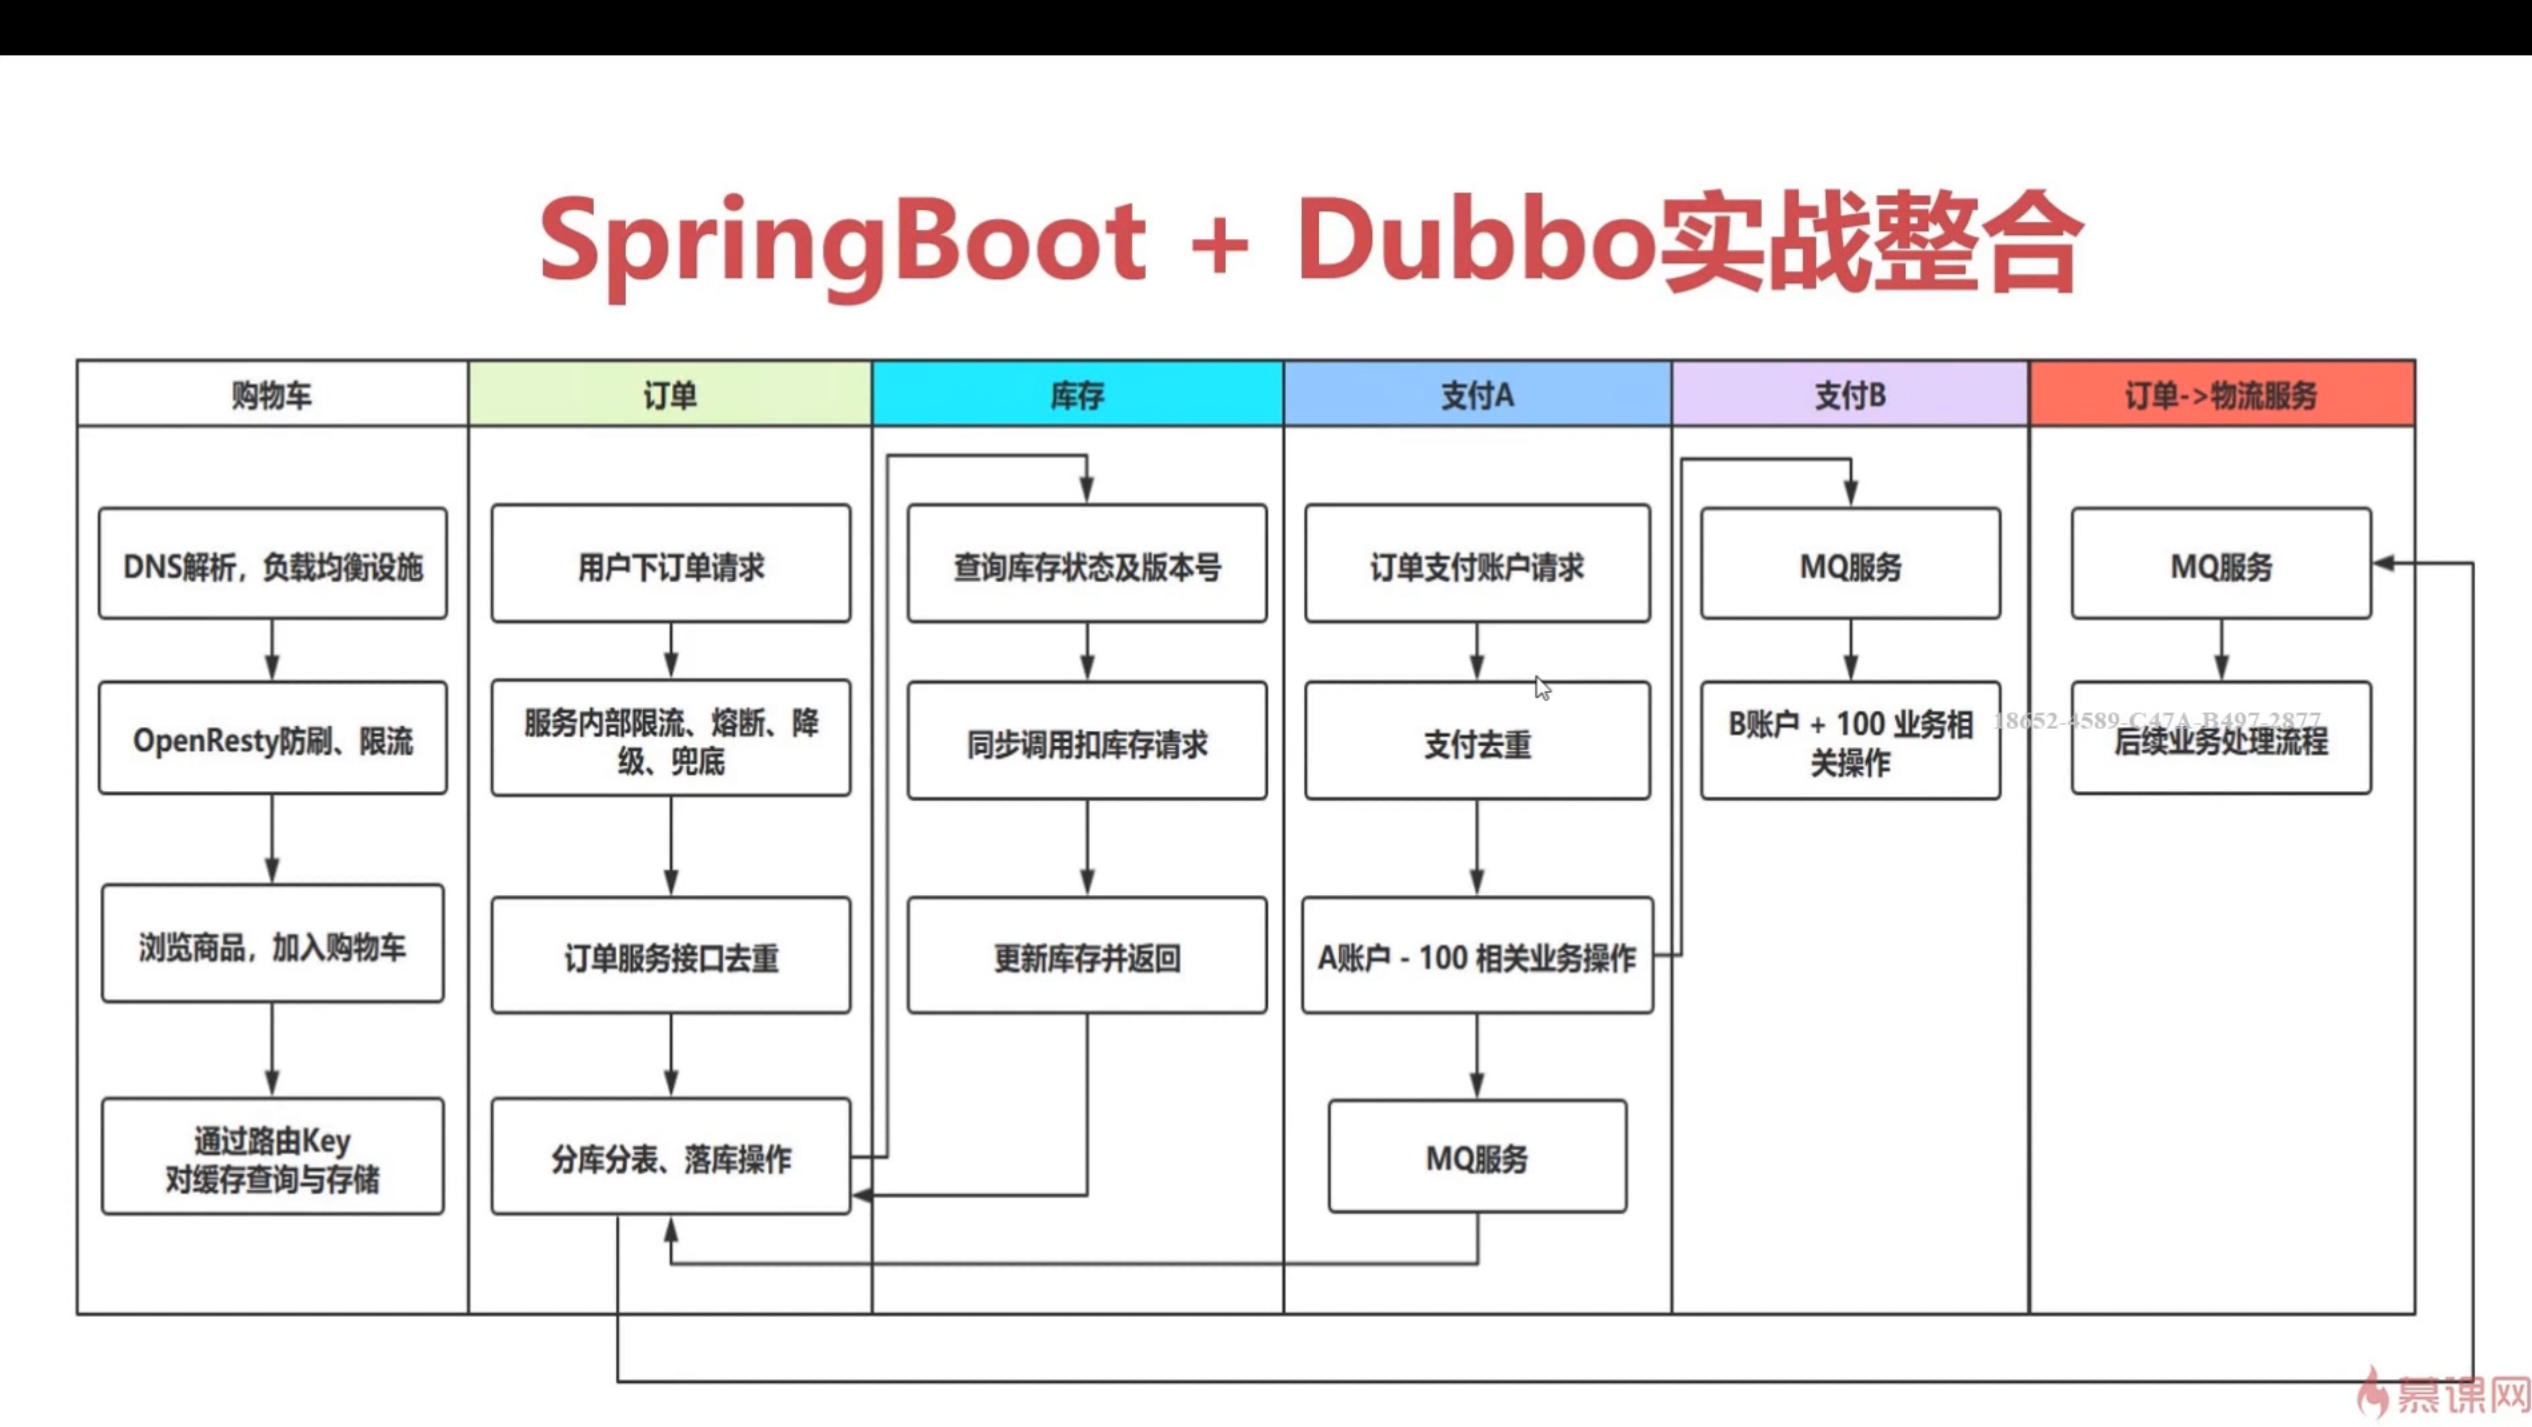 SpringBoot + Dubbo实战整合
购物车
订单
库存
支付A
支付B
订单->物流服务
DNS解析，负载均衡设施
OpenResty防刷、限流
浏览商品，加入购物车
通过路由Key
对缓存查询与存储
用户下订单请求
服务内部限流、熔断、降
级、兜底
订单服务接口去重
分库分表、落库操作
查询库存状态及版本号
同步调用扣库存请求
更新库存并返回
订单支付账户请求
支付去重
A账户 - 100 相关业务操作
MQ服务
MQ服务
B账户 + 100 业务相
关操作
MQ服务
18652-4589-C47A-B497-2877
后续业务处理流程
慕课网